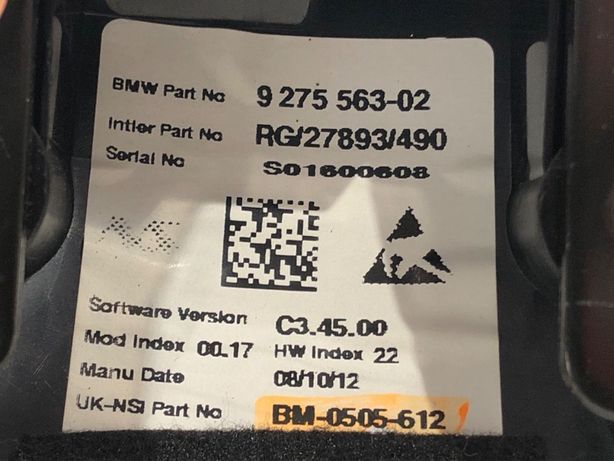 BMW Part No 9 275 563-02
Intier Part No RG/27893/490
Serial No S01600608
Software Version C3.45.00
Mod Index 00.17 HW Index 22
Manu Date 08/10/12
UK-NSI Part No BM-0505-612